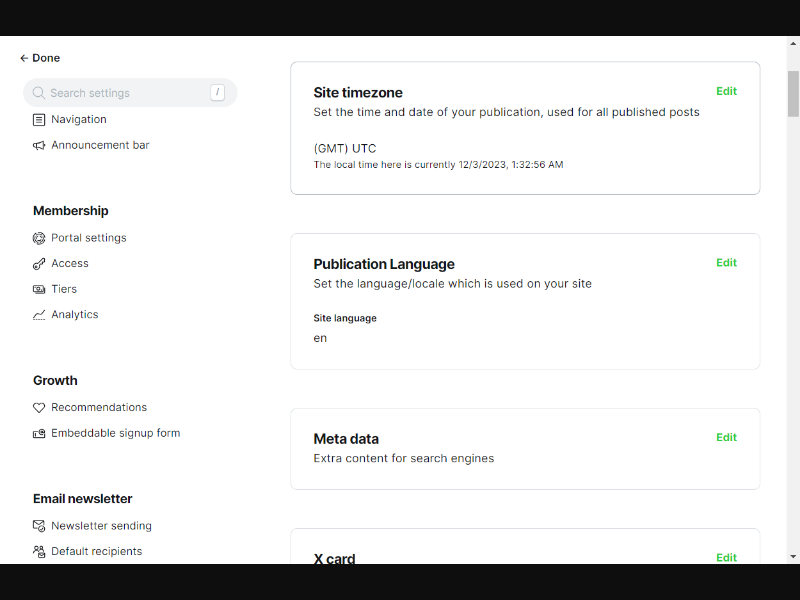 ← Done
Search settings /
Navigation
Announcement bar
Membership
Portal settings
Access
Tiers
Analytics
Growth
Recommendations
Embeddable signup form
Email newsletter
Newsletter sending
Default recipients
Site timezone Edit
Set the time and date of your publication, used for all published posts
(GMT) UTC
The local time here is currently 12/3/2023, 1:32:56 AM
Publication Language Edit
Set the language/locale which is used on your site
Site language
en
Meta data Edit
Extra content for search engines
X card Edit